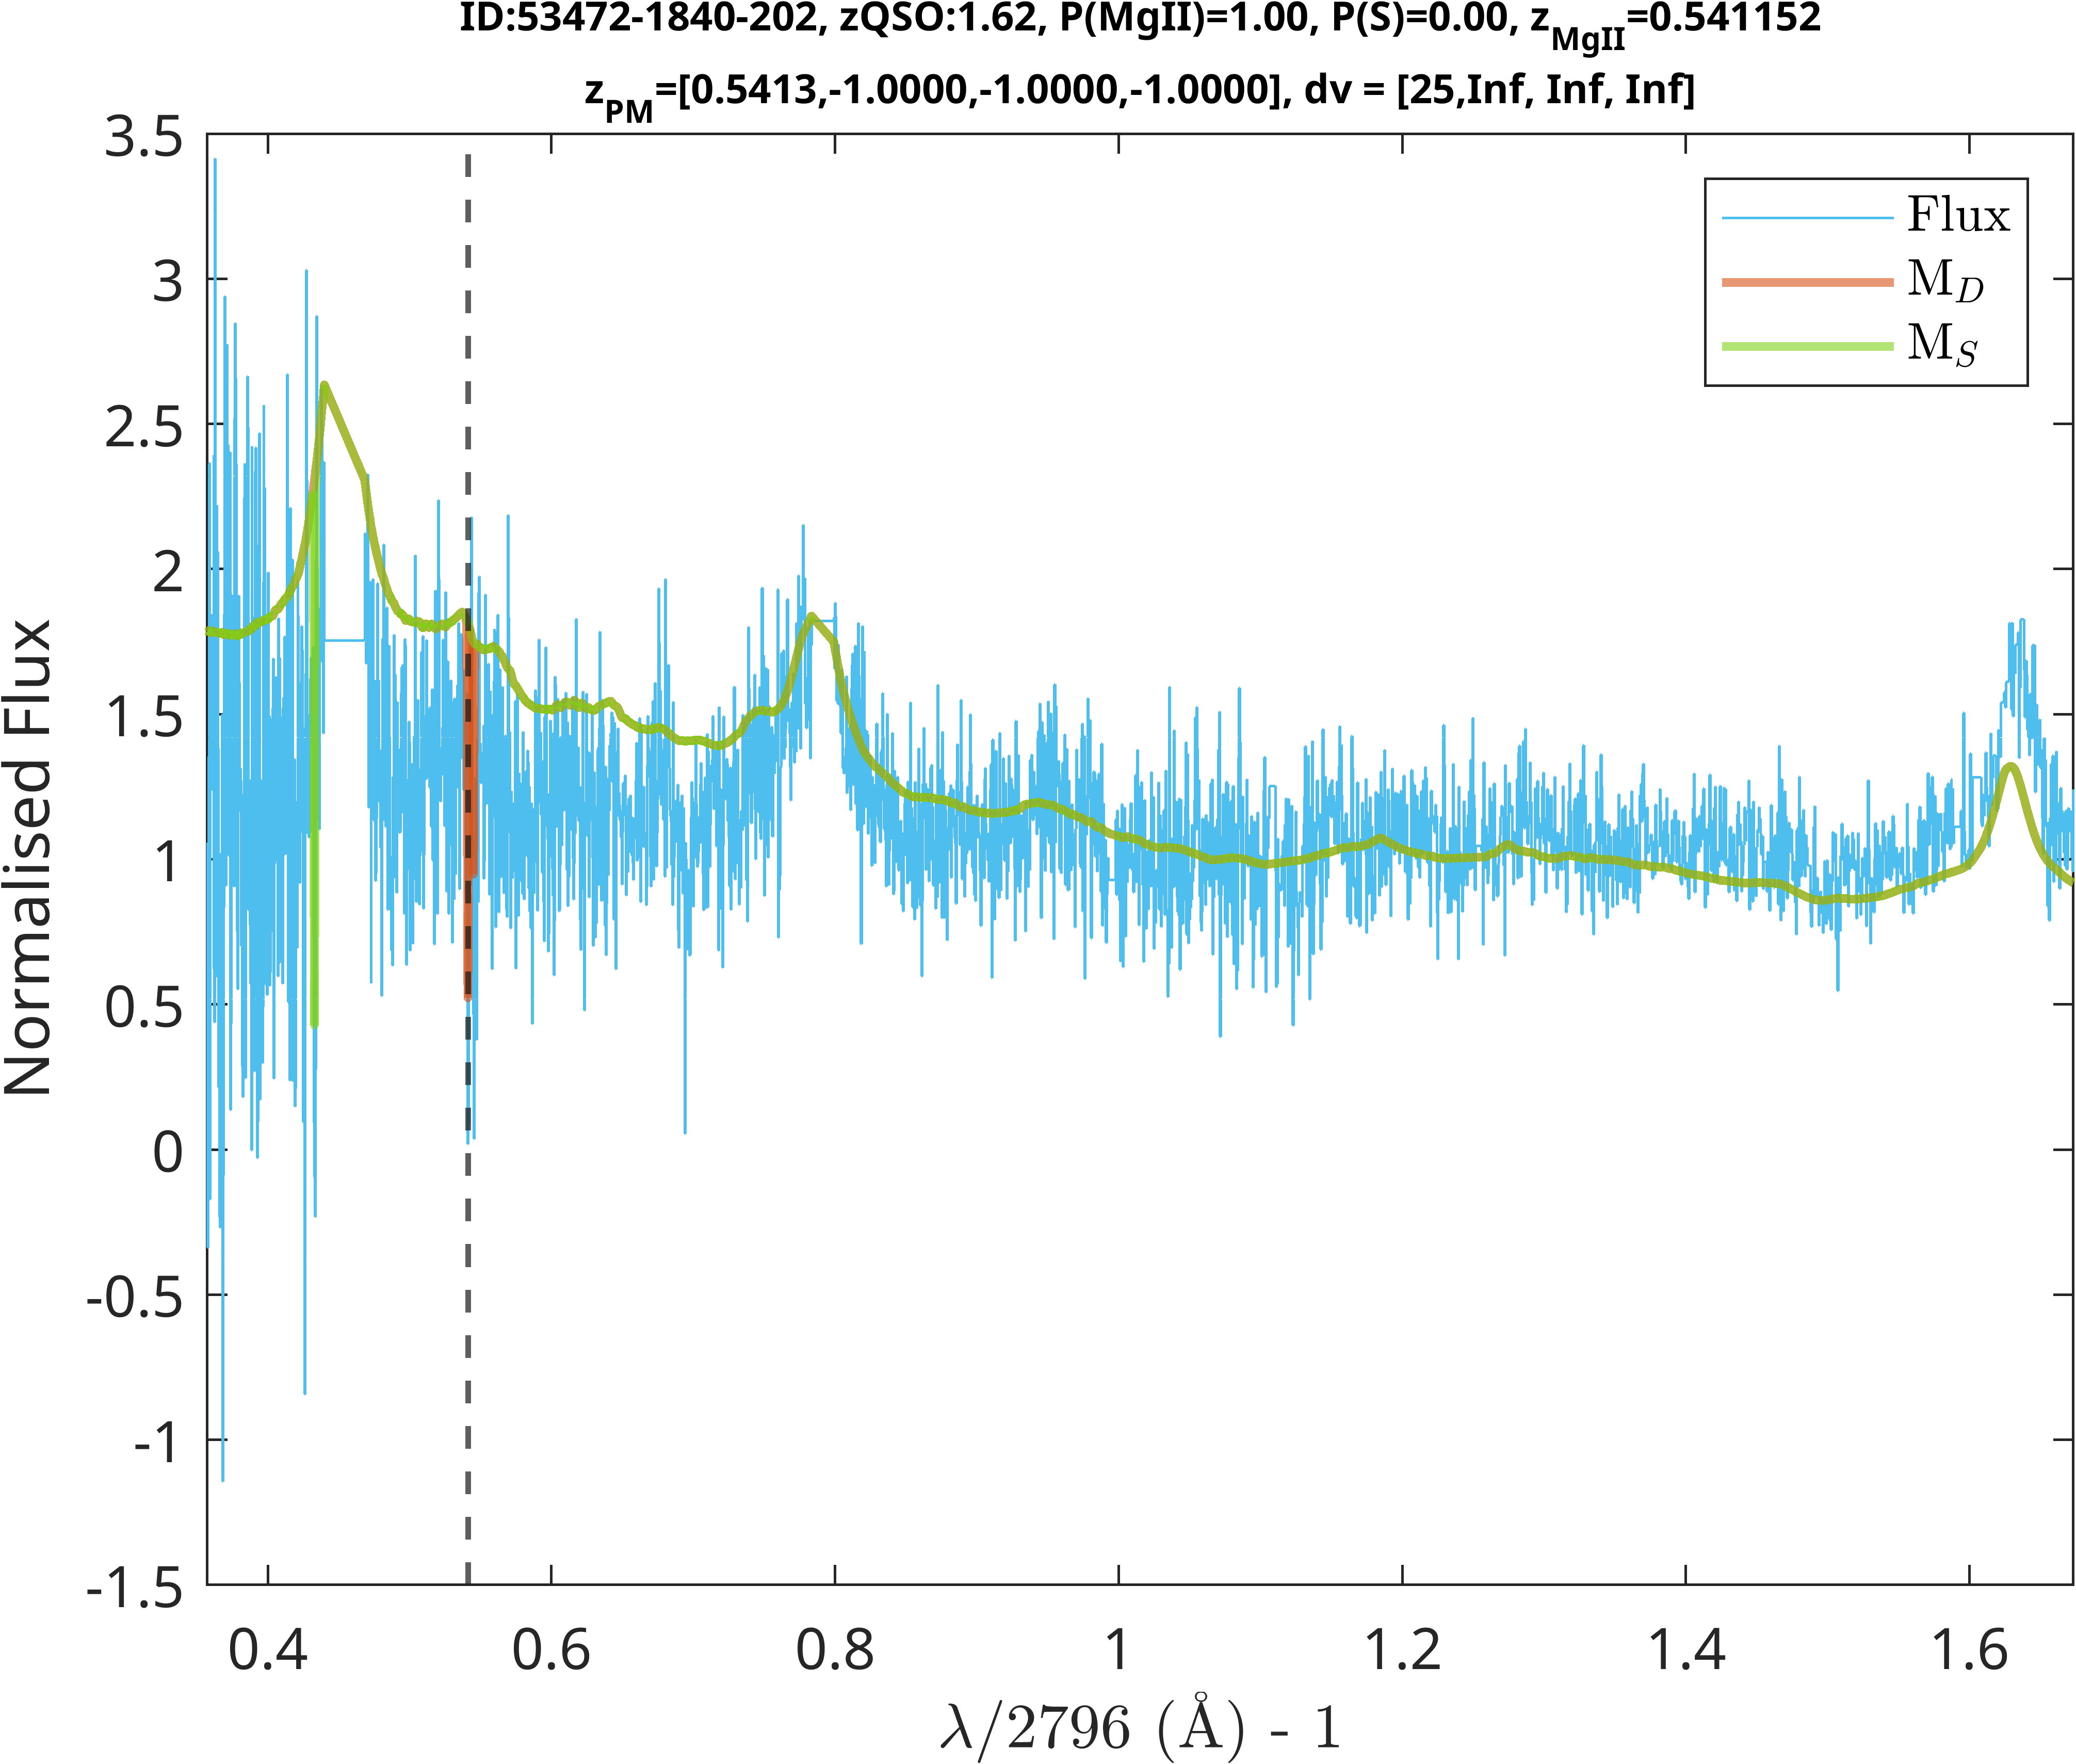 ID:53472-1840-202, zQSO:1.62, P(MgII)=1.00, P(S)=0.00, zMgII=0.541152
zPM=[0.5413,-1.0000,-1.0000,-1.0000], dv = [25,Inf, Inf, Inf]
3.5
3
2.5
2
1.5
1
0.5
0
-0.5
-1
-1.5
Normalised Flux
Flux
MD
MS
0.4 0.6 0.8 1 1.2 1.4 1.6
λ/2796 (Å) - 1